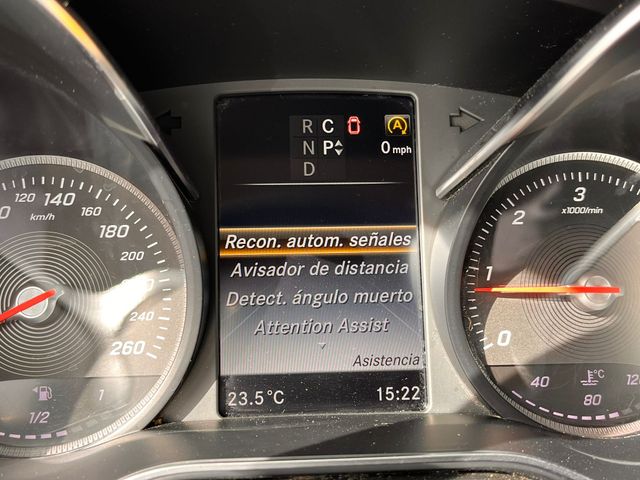 R C
N P
D
A
0 mph
Recon. autom. señales
Avisador de distancia
Detect. ángulo muerto
Attention Assist
Asistencia
23.5°C
15:22
120
140
160
180
200
220
240
260
km/h
1/2
1
0
1
2
3
x1000/min
40
80
°C